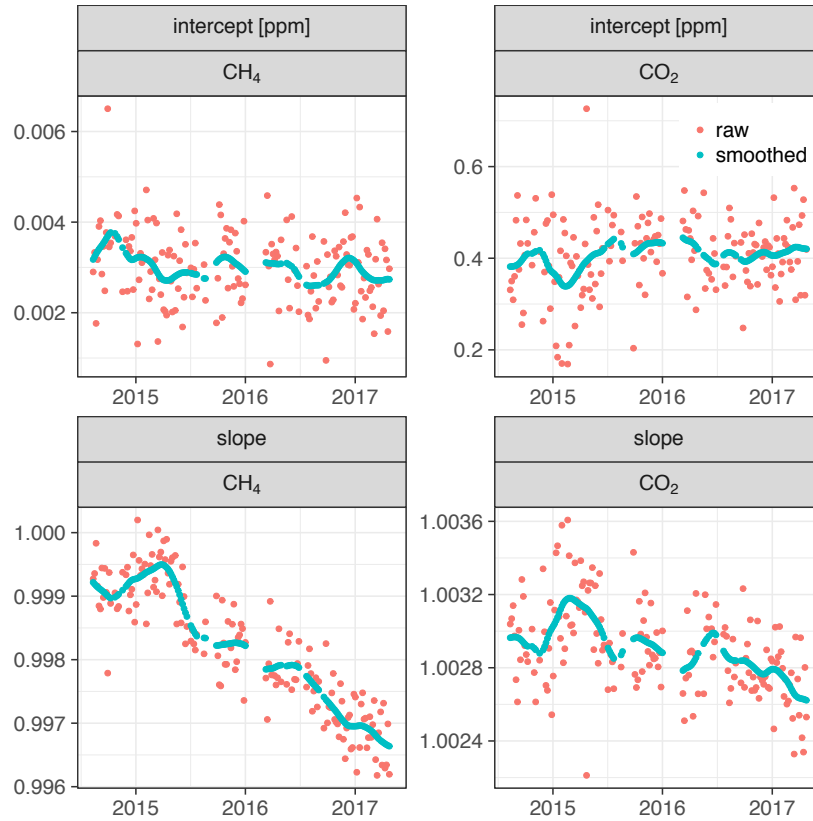 intercept [ppm]
CH₄
0.006
0.004
0.002
2015 2016 2017
intercept [ppm]
CO₂
raw
smoothed
0.6
0.4
0.2
2015 2016 2017
slope
CH₄
1.000
0.999
0.998
0.997
0.996
2015 2016 2017
slope
CO₂
1.0036
1.0032
1.0028
1.0024
2015 2016 2017